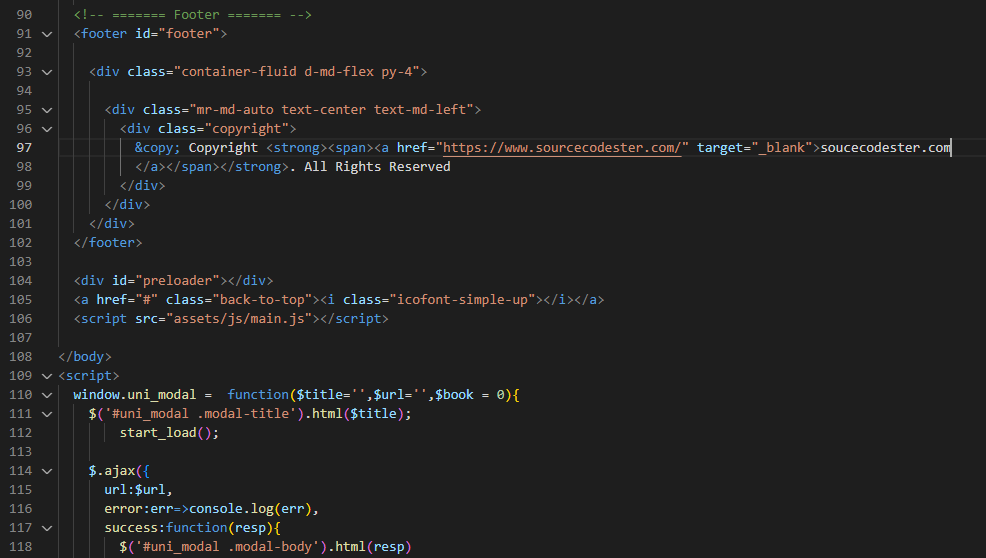 90 <!-- ======= Footer ======= -->
91 <footer id="footer">
92
93 <div class="container-fluid d-md-flex py-4">
94
95 <div class="mr-md-auto text-center text-md-left">
96 <div class="copyright">
97 &copy; Copyright <strong><span><a href="https://www.sourcecodester.com/" target="_blank">soucecodester.com
98 </a></span></strong>. All Rights Reserved
99 </div>
100 </div>
101 </div>
102 </footer>
103
104 <div id="preloader"></div>
105 <a href="#" class="back-to-top"><i class="icofont-simple-up"></i></a>
106 <script src="assets/js/main.js"></script>
107
108 </body>
109 <script>
110 window.uni_modal =  function($title='',$url='',$book = 0){
111 $('#uni_modal .modal-title').html($title);
112 start_load();
113
114 $.ajax({
115 url:$url,
116 error:err=>console.log(err),
117 success:function(resp){
118 $('#uni_modal .modal-body').html(resp)